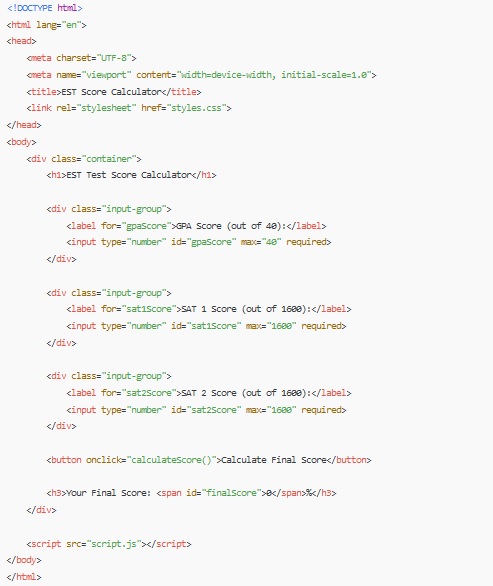 <!DOCTYPE html>
<html lang="en">
<head>
    <meta charset="UTF-8">
    <meta name="viewport" content="width=device-width, initial-scale=1.0">
    <title>EST Score Calculator</title>
    <link rel="stylesheet" href="styles.css">
</head>
<body>
    <div class="container">
        <h1>EST Test Score Calculator</h1>

        <div class="input-group">
            <label for="gpaScore">GPA Score (out of 40):</label>
            <input type="number" id="gpaScore" max="40" required>
        </div>

        <div class="input-group">
            <label for="sat1Score">SAT 1 Score (out of 1600):</label>
            <input type="number" id="sat1Score" max="1600" required>
        </div>

        <div class="input-group">
            <label for="sat2Score">SAT 2 Score (out of 1600):</label>
            <input type="number" id="sat2Score" max="1600" required>
        </div>

        <button onclick="calculateScore()">Calculate Final Score</button>

        <h3>Your Final Score: <span id="finalScore">0</span>%</h3>
    </div>

    <script src="script.js"></script>
</body>
</html>